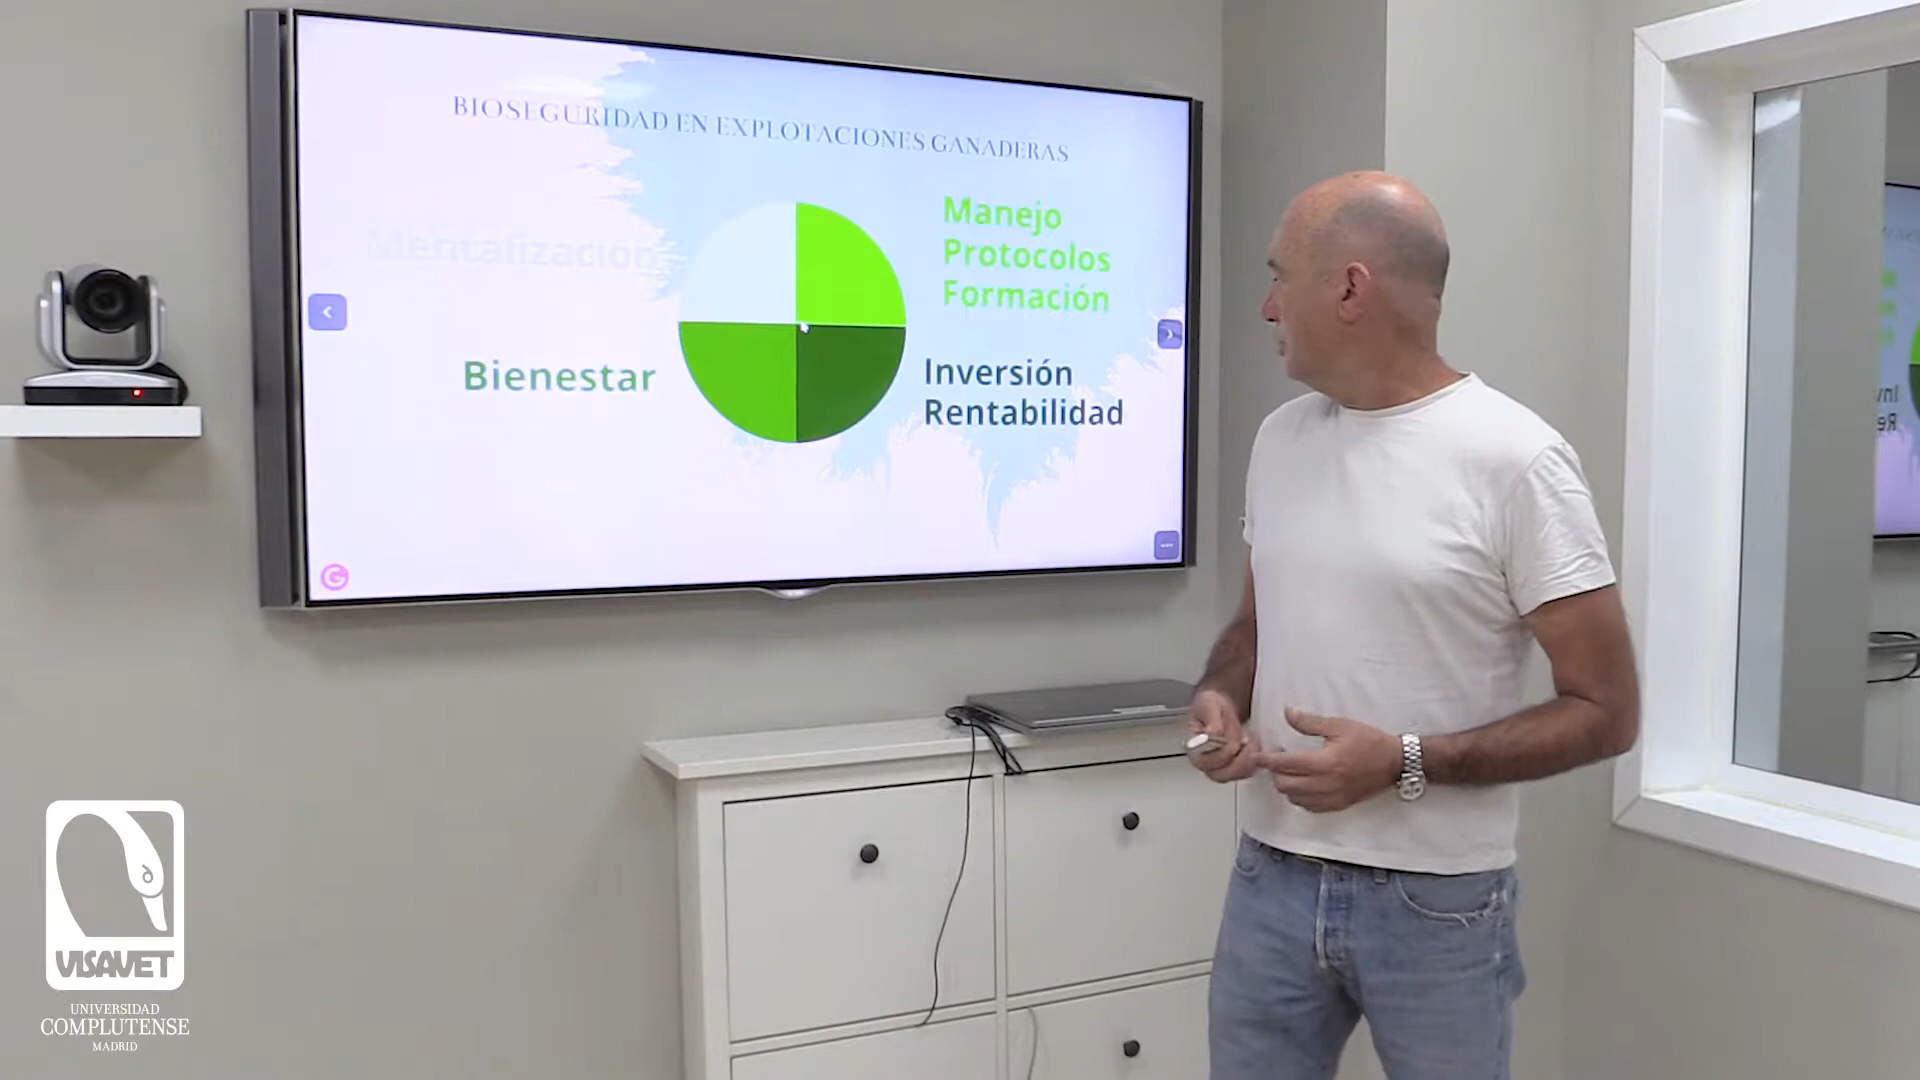 BIOSEGURIDAD EN EXPLOTACIONES GANADERAS
Mentalización
Manejo
Protocolos
Formación
Bienestar
Inversión
Rentabilidad
VISAVET
UNIVERSIDAD
COMPLUTENSE
MADRID